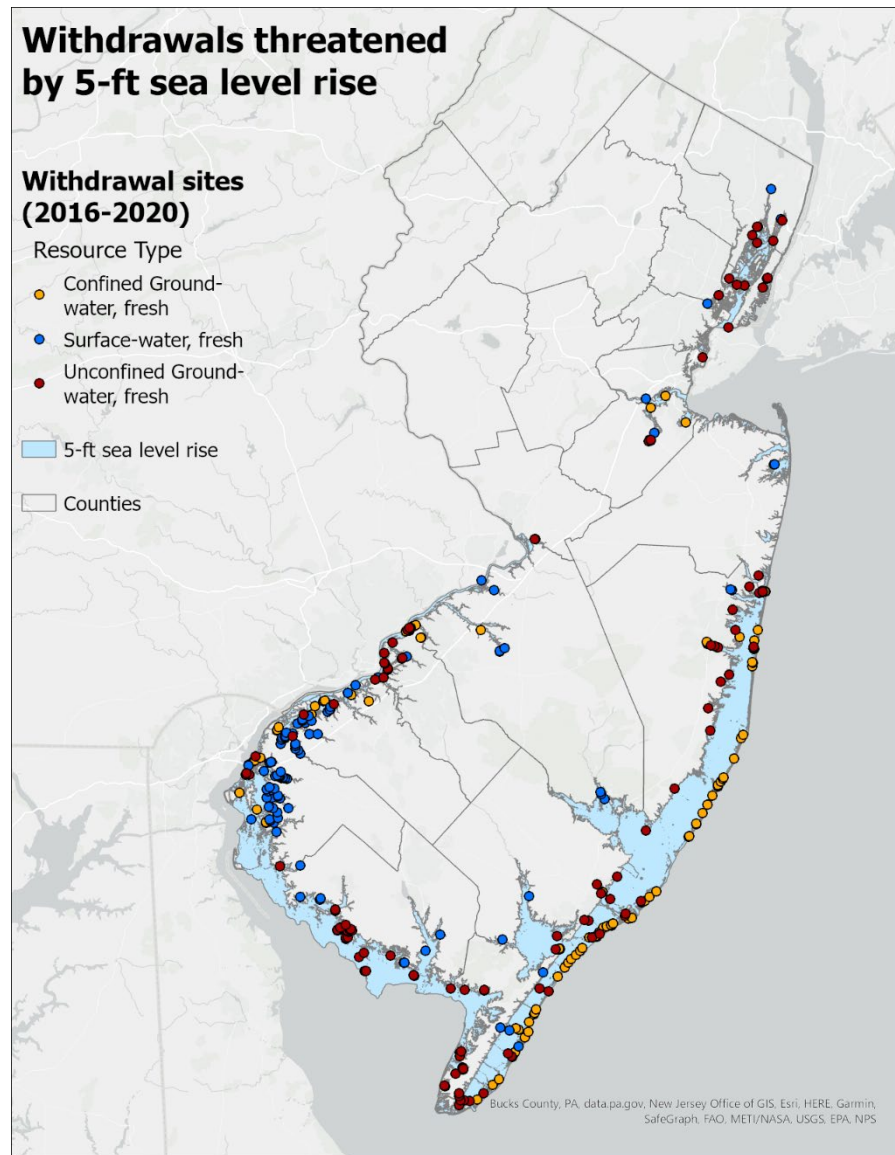 Withdrawals threatened
by 5-ft sea level rise
Withdrawal sites
(2016-2020)
Resource Type
Confined Ground-
water, fresh
Surface-water, fresh
Unconfined Ground-
water, fresh
5-ft sea level rise
Counties
Bucks County, PA, data.pa.gov, New Jersey Office of GIS, Esri, HERE, Garmin,
SafeGraph, FAO, METI/NASA, USGS, EPA, NPS